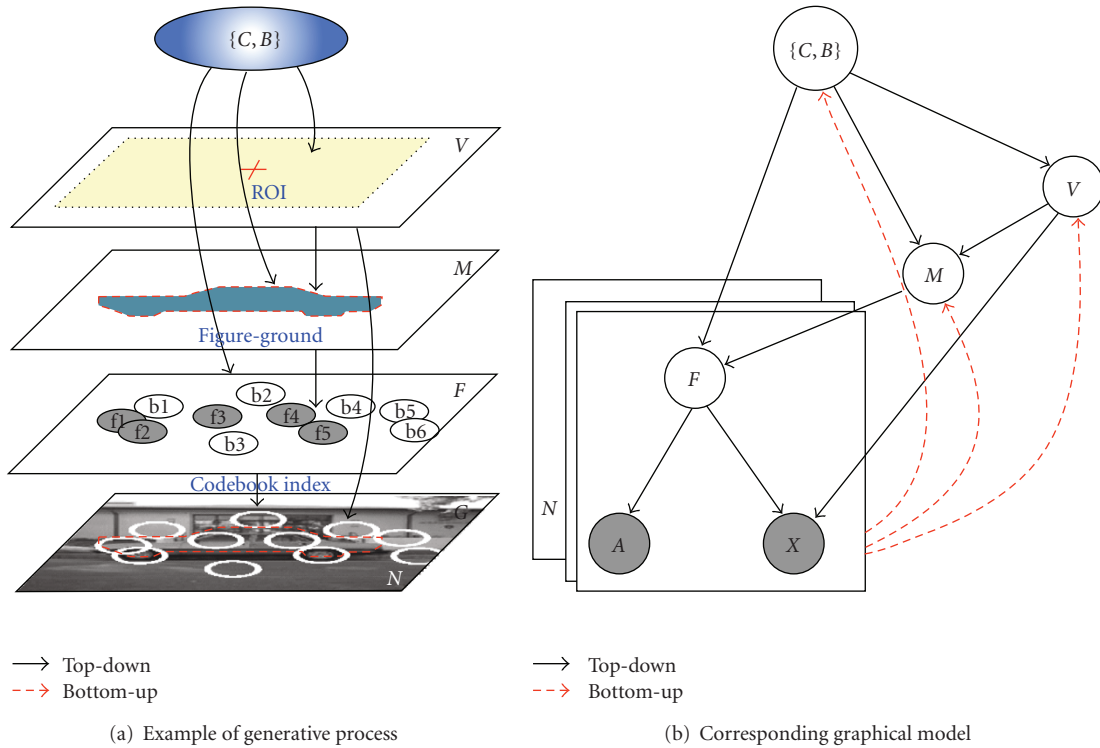 {C, B}
V
ROI
M
Figure-ground
F
b1
b2
b4
b5
f1
f2
f3
f4
f5
b3
b6
Codebook index
G
N
Top-down
Bottom-up
(a) Example of generative process
{C, B}
V
M
F
N
A
X
Top-down
Bottom-up
(b) Corresponding graphical model